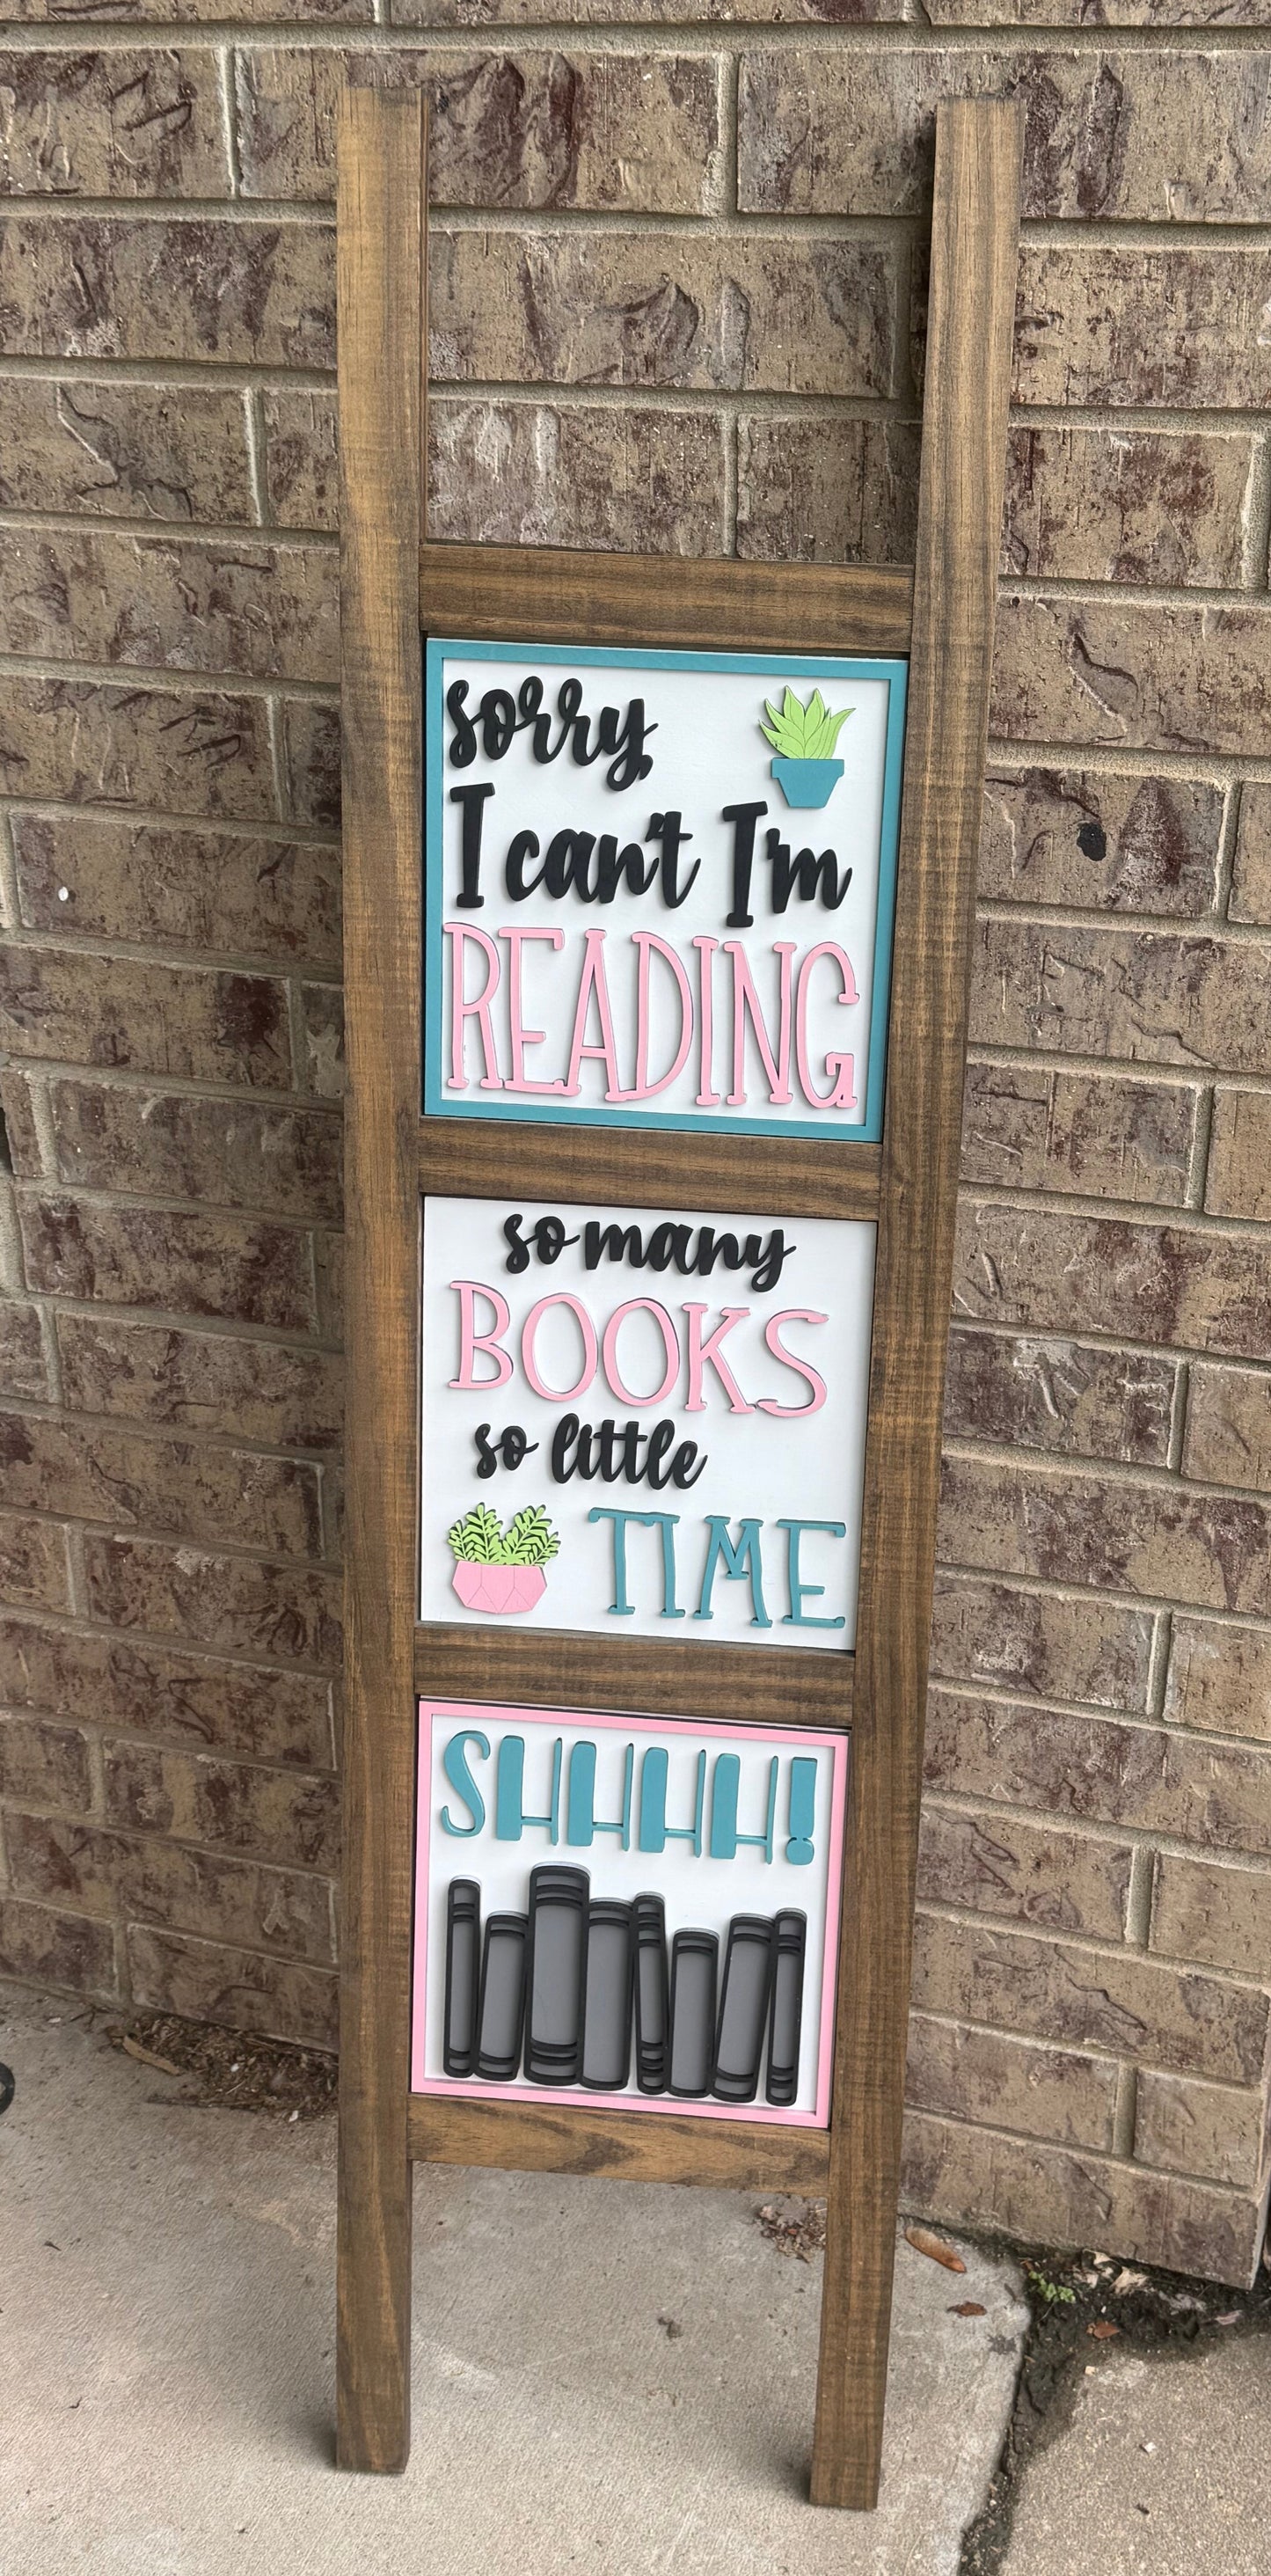 sorry,
I can't I'm
READING
so many
BOOKS
so little
TIME
SHHHH!